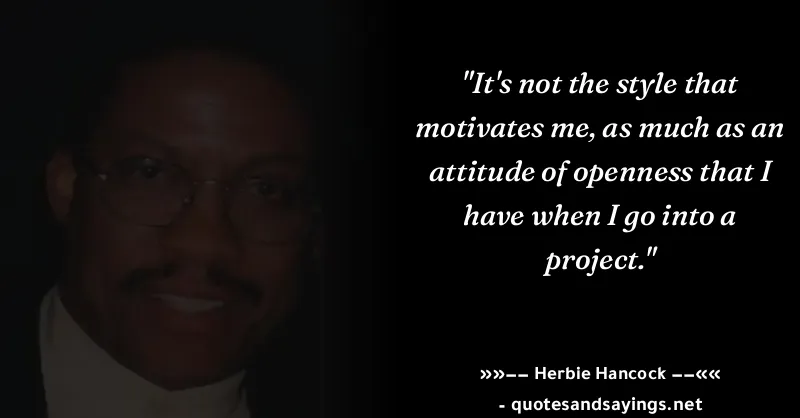 "It's not the style that
motivates me, as much as an
attitude of openness that I
have when I go into a
project."
»»−− Herbie Hancock −−««
- quotesandsayings.net